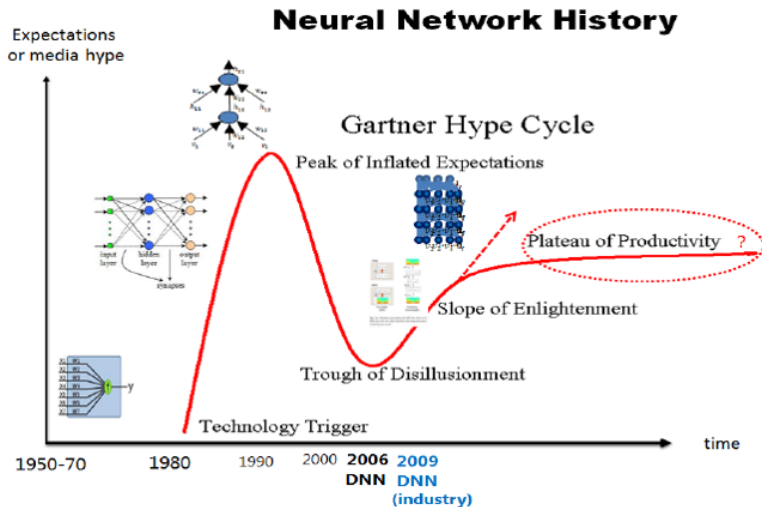 Neural Network History
Expectations
or media hype
Gartner Hype Cycle
Peak of Inflated Expectations
input
layer
hidden
layer
output
layer
synapses
Plateau of Productivity ?
Slope of Enlightenment
Trough of Disillusionment
y
Technology Trigger
time
1950-70
1980
1990
2000
2006
DNN
2009
DNN
(industry)